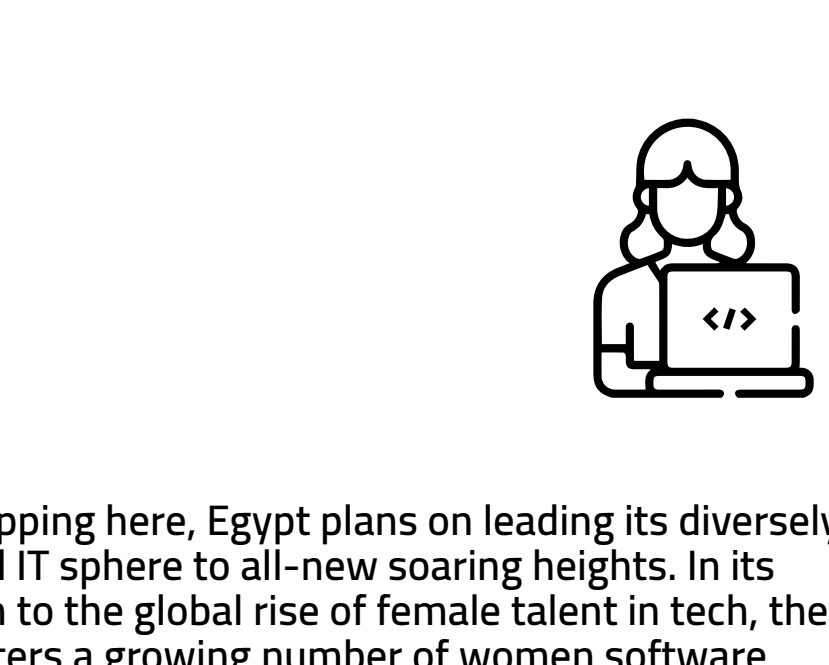 </>
pping here, Egypt plans on leading its diversely
IT sphere to all-new soaring heights. In its
to the global rise of female talent in tech, the
ters a growing number of women software